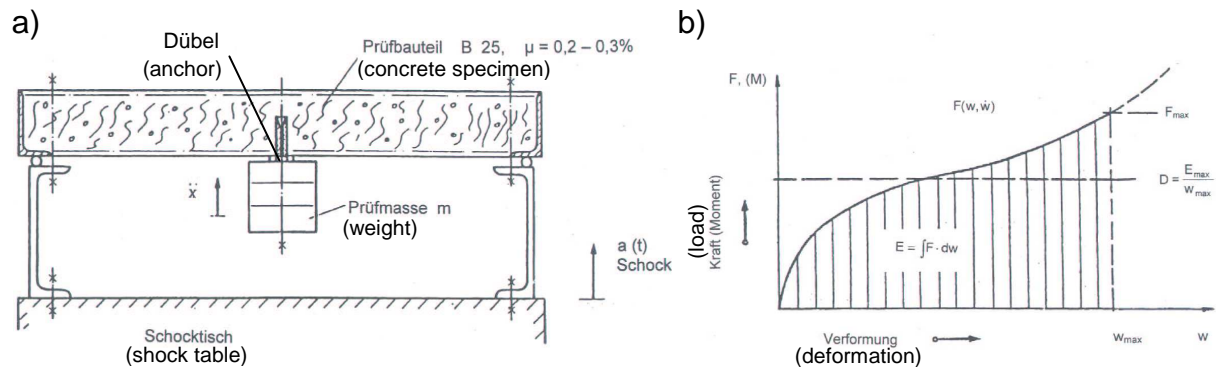 a)
Dübel
(anchor)
Prüfbauteil B 25, μ = 0,2 – 0,3%
(concrete specimen)
ẍ
Prüfmasse m
(weight)
a (t)
Schock
Schocktisch
(shock table)
b)
F, (M)
F(w, ẇ)
F_max
D = E_max / w_max
(load)
Kraft (Moment)
E = ∫F · dw
Verformung
(deformation)
w_max
w